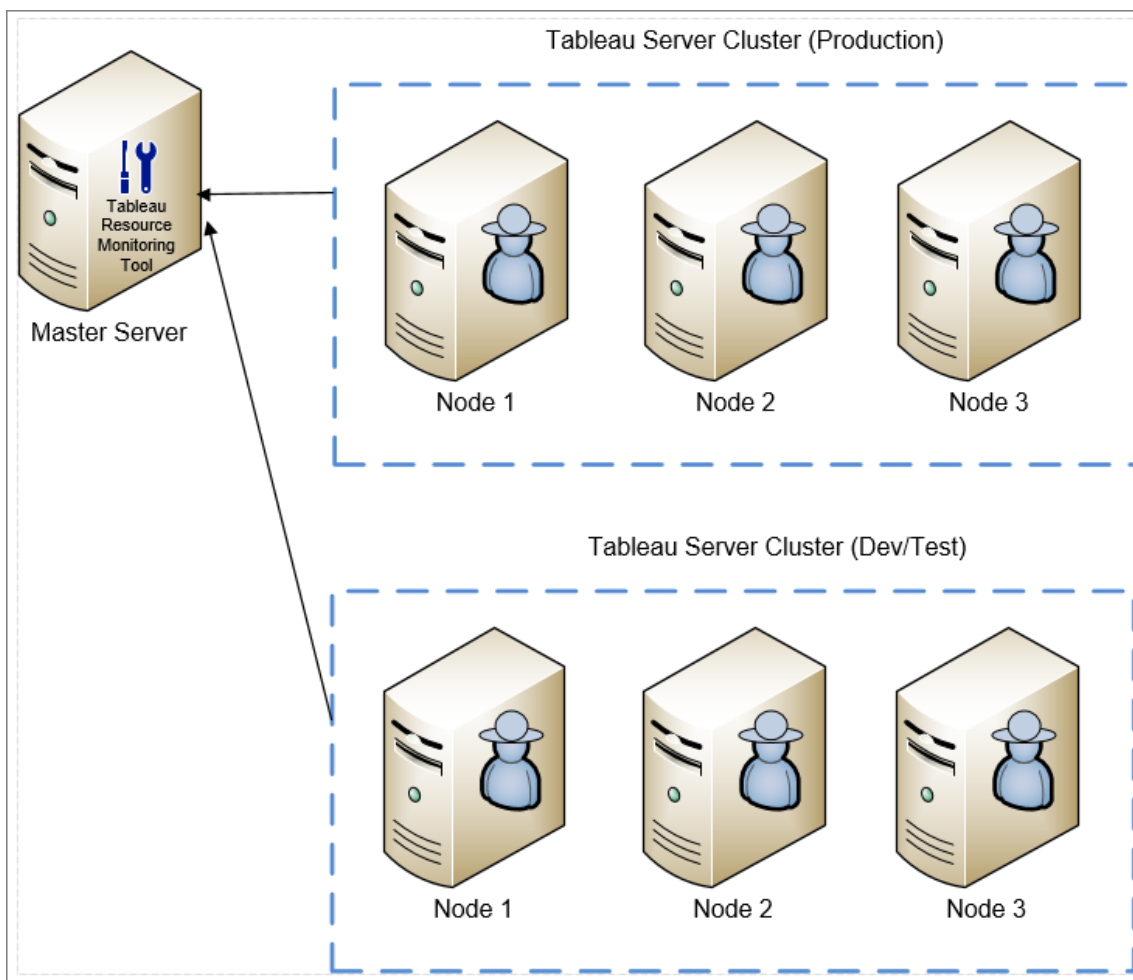 Tableau Server Cluster (Production)
Tableau
Resource
Monitoring
Tool
Master Server
Node 1
Node 2
Node 3
Tableau Server Cluster (Dev/Test)
Node 1
Node 2
Node 3